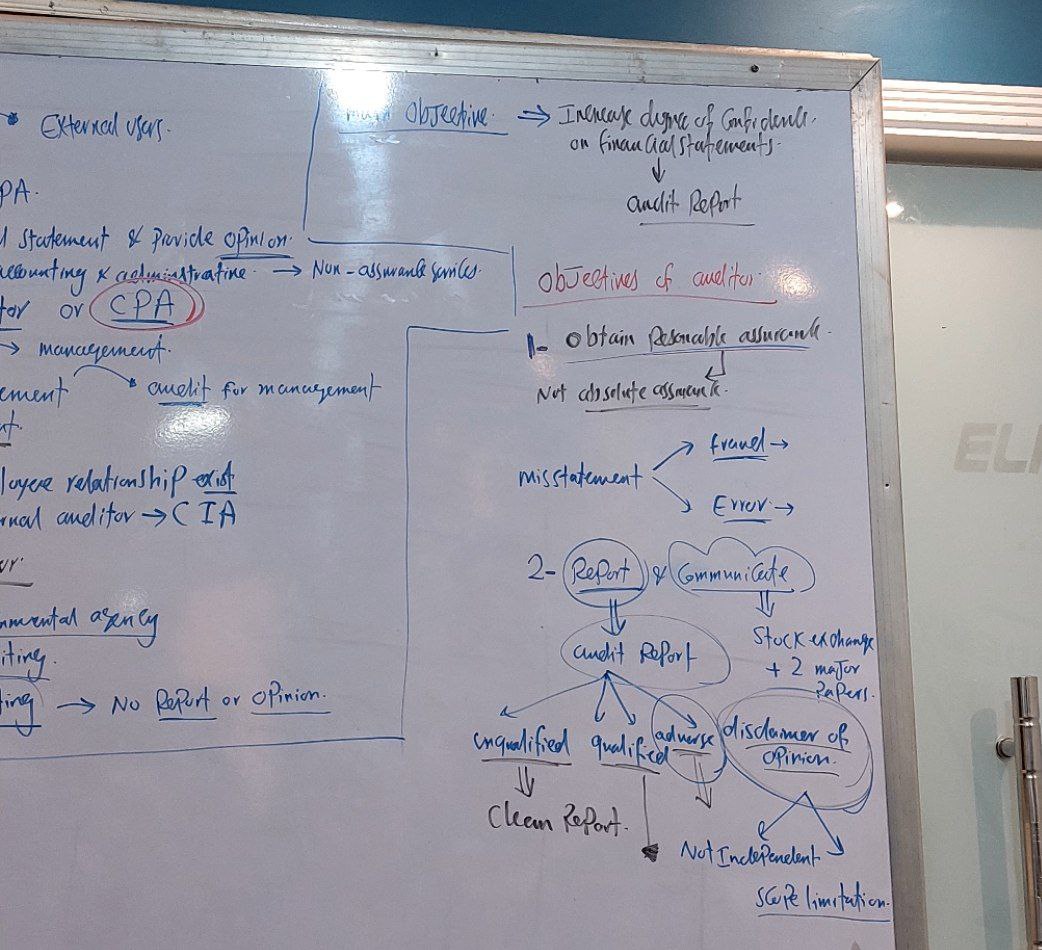 External users.
PA.
statement & Provide opinion.
accounting & administrative. → Non-assurance services.
or CPA
→ management.
ement → audit for management
nt.
loyee relationship exist
rnal auditor → CIA
ur.
nmental agency
iting.
ting → No Report or opinion.
objective ⇒ Increase degree of Confidence.
on financial statements.
↓
audit Report
objectives of auditor.
1- obtain Resonable assurance.
Not absolute assurance.
misstatement
fraud →
Error →
2- Report & Communicate
audit Report
Stock exchange
+ 2 major
Papers.
unqualified qualified adverse disclaimer of
opinion.
Clean Report.
Not Independent
scope limitation.
ELI